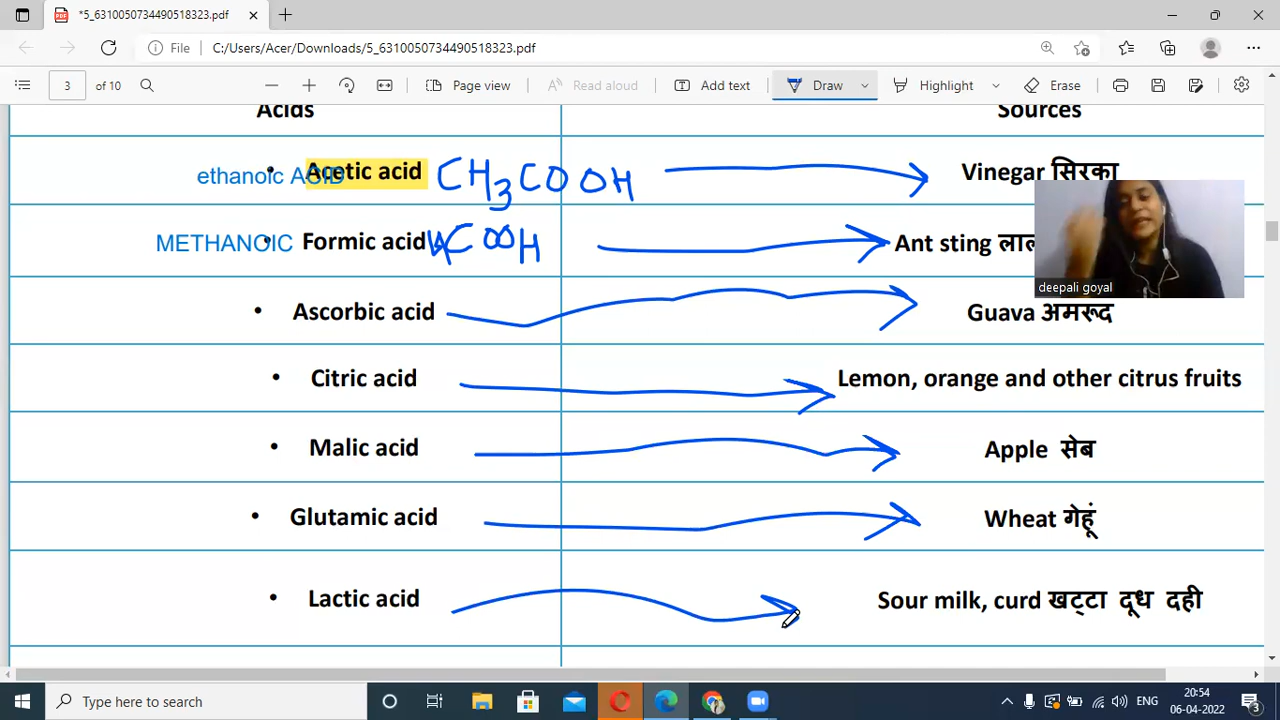 *5_6310050734490518323.pdf
File C:/Users/Acer/Downloads/5_6310050734490518323.pdf
3 of 10 Page view Read aloud Add text Draw Highlight Erase
Acids Sources
ethanoic ACID • Acetic acid CH3COOH Vinegar सिरका
METHANOIC • Formic acid HCOOH Ant sting
deepali goyal
• Ascorbic acid Guava अमरूद
• Citric acid Lemon, orange and other citrus fruits
• Malic acid Apple सेब
• Glutamic acid Wheat गेहूं
• Lactic acid Sour milk, curd खट्टा दूध दही
Type here to search ENG 20:54
06-04-2022 3